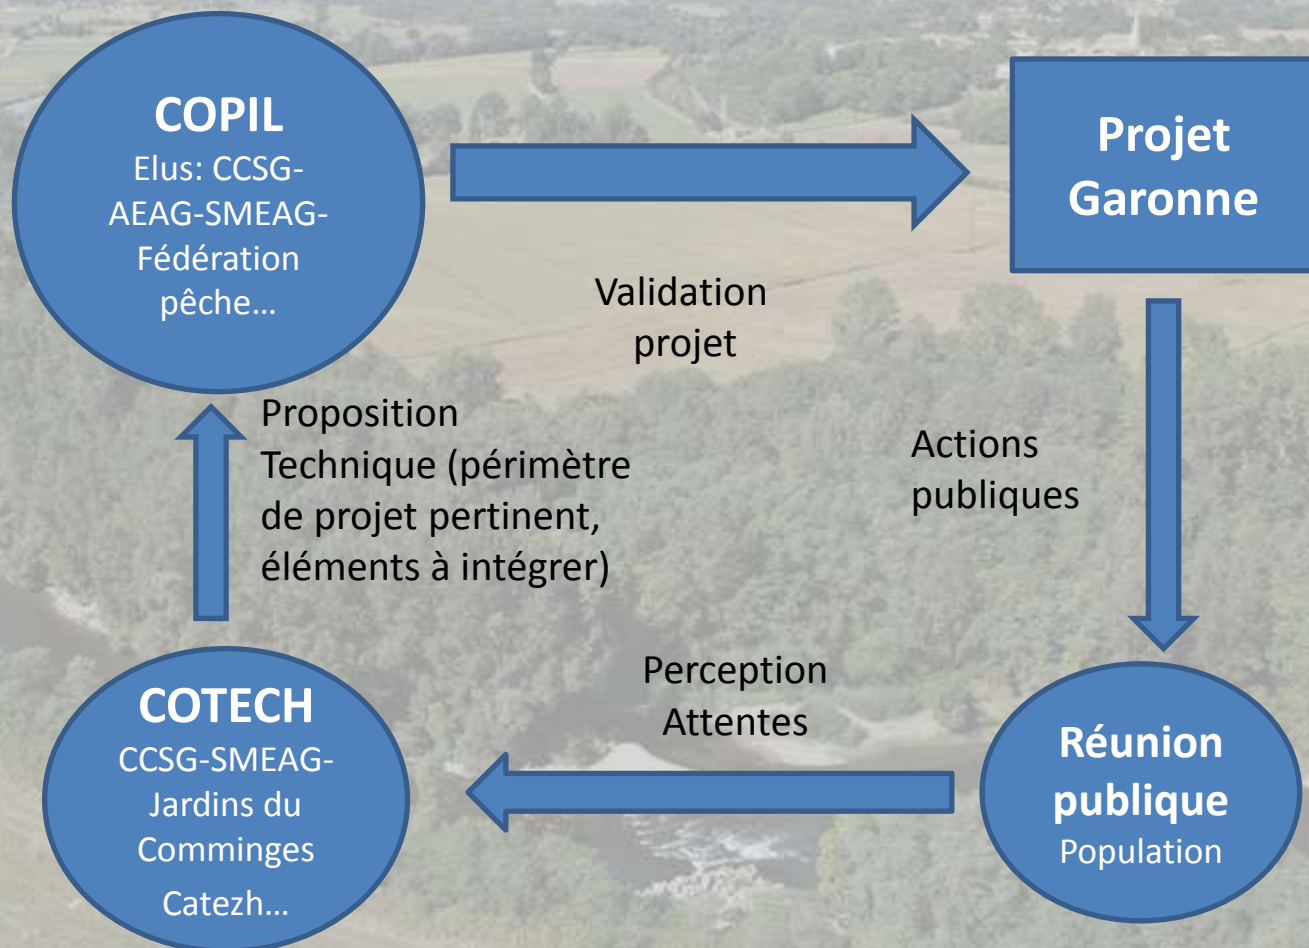 COPIL
Elus: CCSG-
AEAG-SMEAG-
Fédération
pêche...
Projet
Garonne
Validation
projet
Proposition
Technique (périmètre
de projet pertinent,
éléments à intégrer)
Actions
publiques
COTECH
CCSG-SMEAG-
Jardins du
Comminges
Catezh...
Perception
Attentes
Réunion
publique
Population